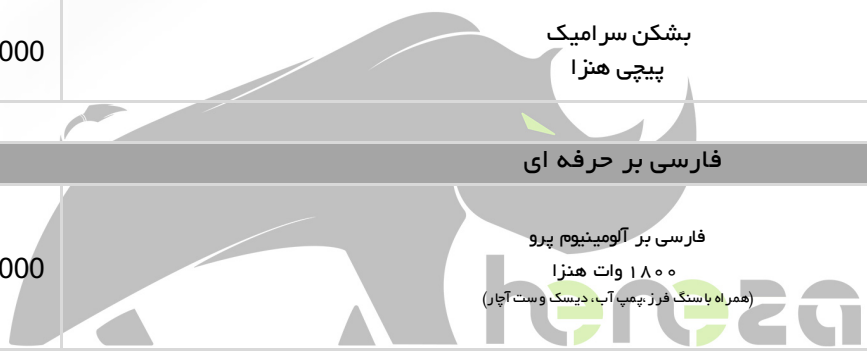 بشکن سرامیک
پیچی هنزا
000
فارسی بر حرفه ای
فارسی بر آلومینیوم پرو
۱۸۰۰ وات هنزا
(همراه با سنگ فرز ،پمپ آب، دیسک و ست آچار)
000